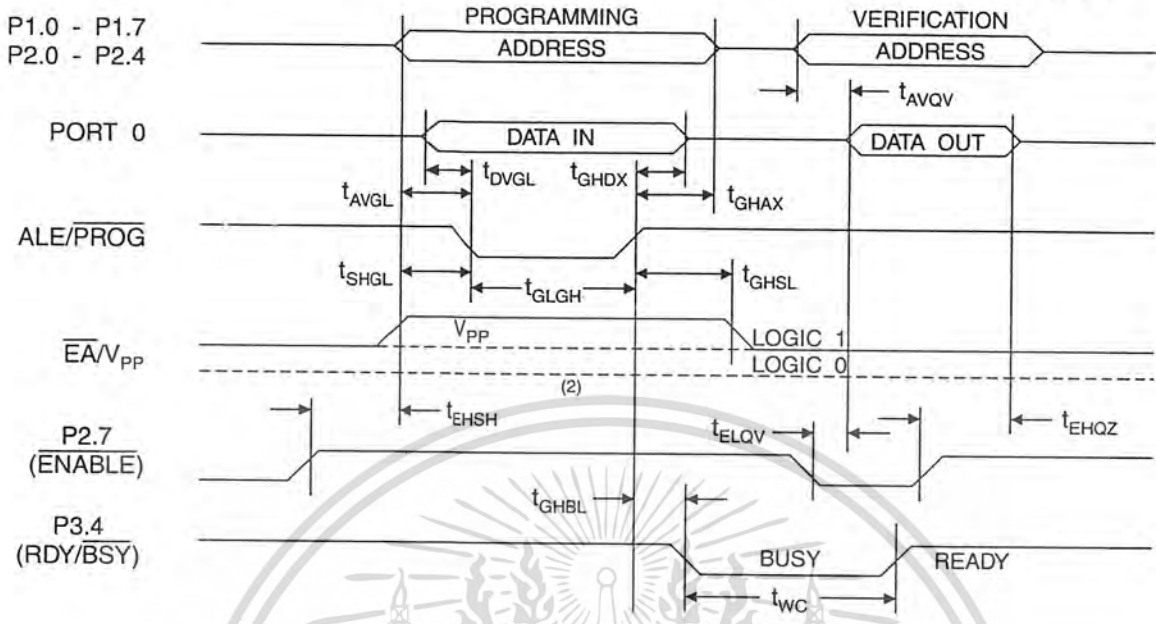 P1.0 - P1.7
P2.0 - P2.4
PROGRAMMING
ADDRESS
VERIFICATION
ADDRESS
tAVQV
PORT 0
DATA IN
DATA OUT
tDVGL
tGHDX
tAVGL
tGHAX
ALE/PROG
tSHGL
tGLGH
tGHSL
EA/VPP
VPP
LOGIC 1
LOGIC 0
(2)
tEHSH
tELQV
tEHQZ
P2.7
(ENABLE)
tGHBL
P3.4
(RDY/BSY)
BUSY
READY
tWC